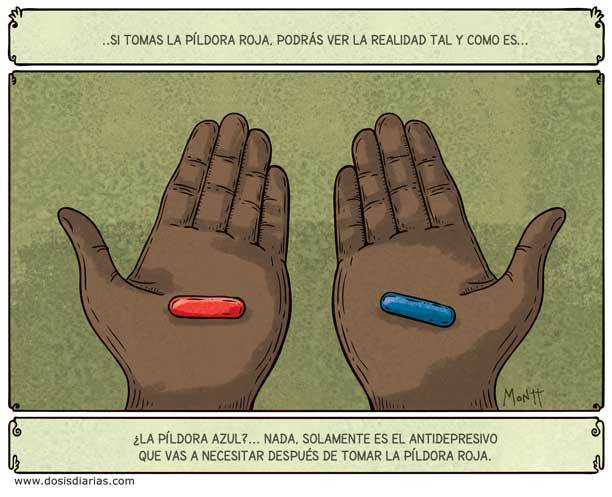 ..SI TOMAS LA PÍLDORA ROJA, PODRÁS VER LA REALIDAD TAL Y COMO ES...
MONTT
¿LA PÍLDORA AZUL?... NADA, SOLAMENTE ES EL ANTIDEPRESIVO
QUE VAS A NECESITAR DESPUÉS DE TOMAR LA PÍLDORA ROJA.
www.dosisdiarias.com